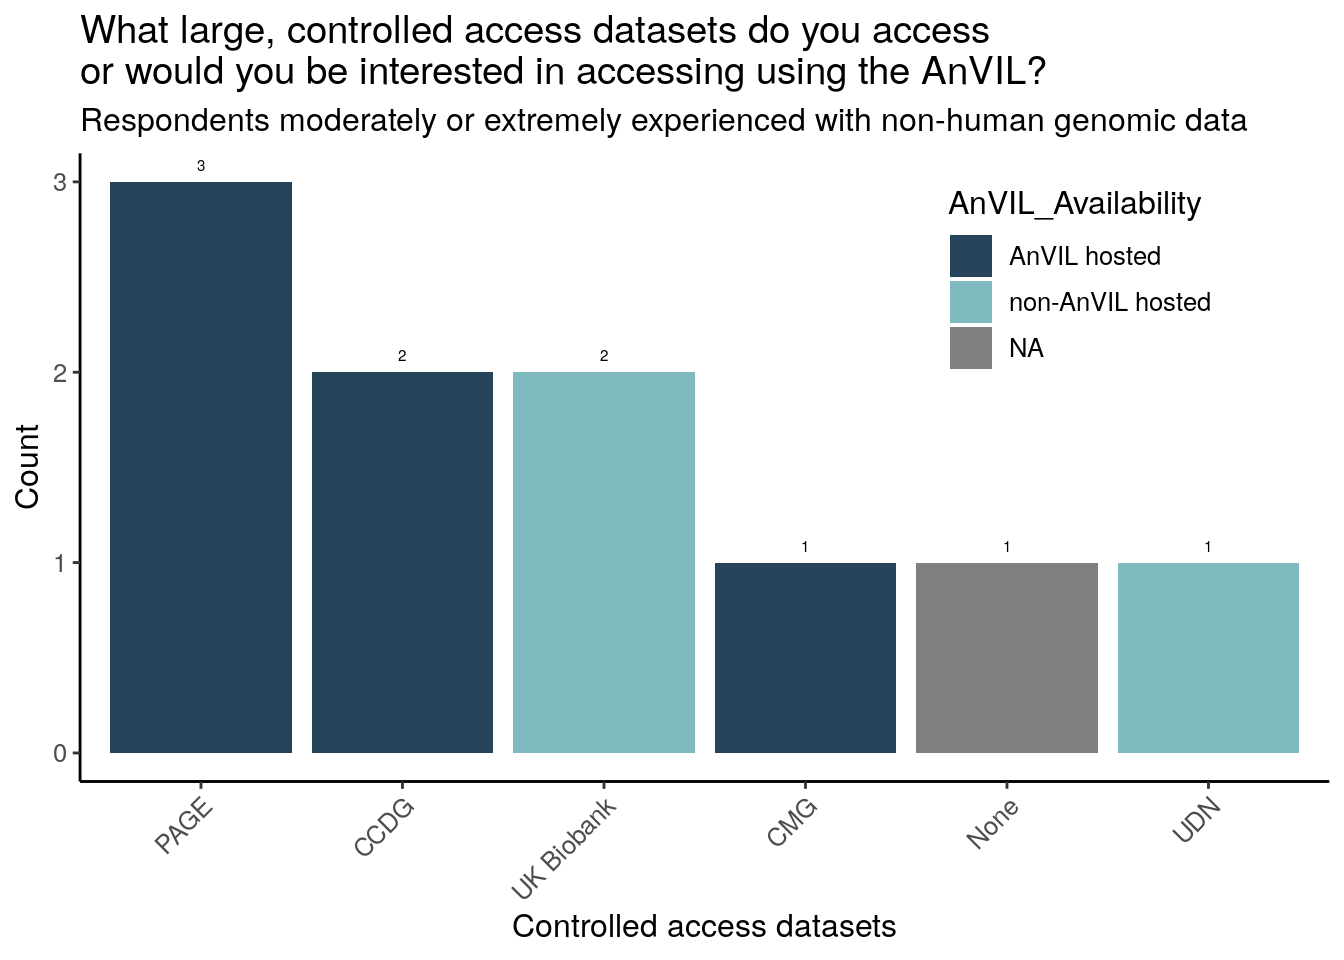 What large, controlled access datasets do you access
or would you be interested in accessing using the AnVIL?
Respondents moderately or extremely experienced with non-human genomic data
3
2
2
1
1
1
AnVIL_Availability
AnVIL hosted
non-AnVIL hosted
NA
Count
3
2
1
0
PAGE
CCDG
UK Biobank
CMG
None
UDN
Controlled access datasets